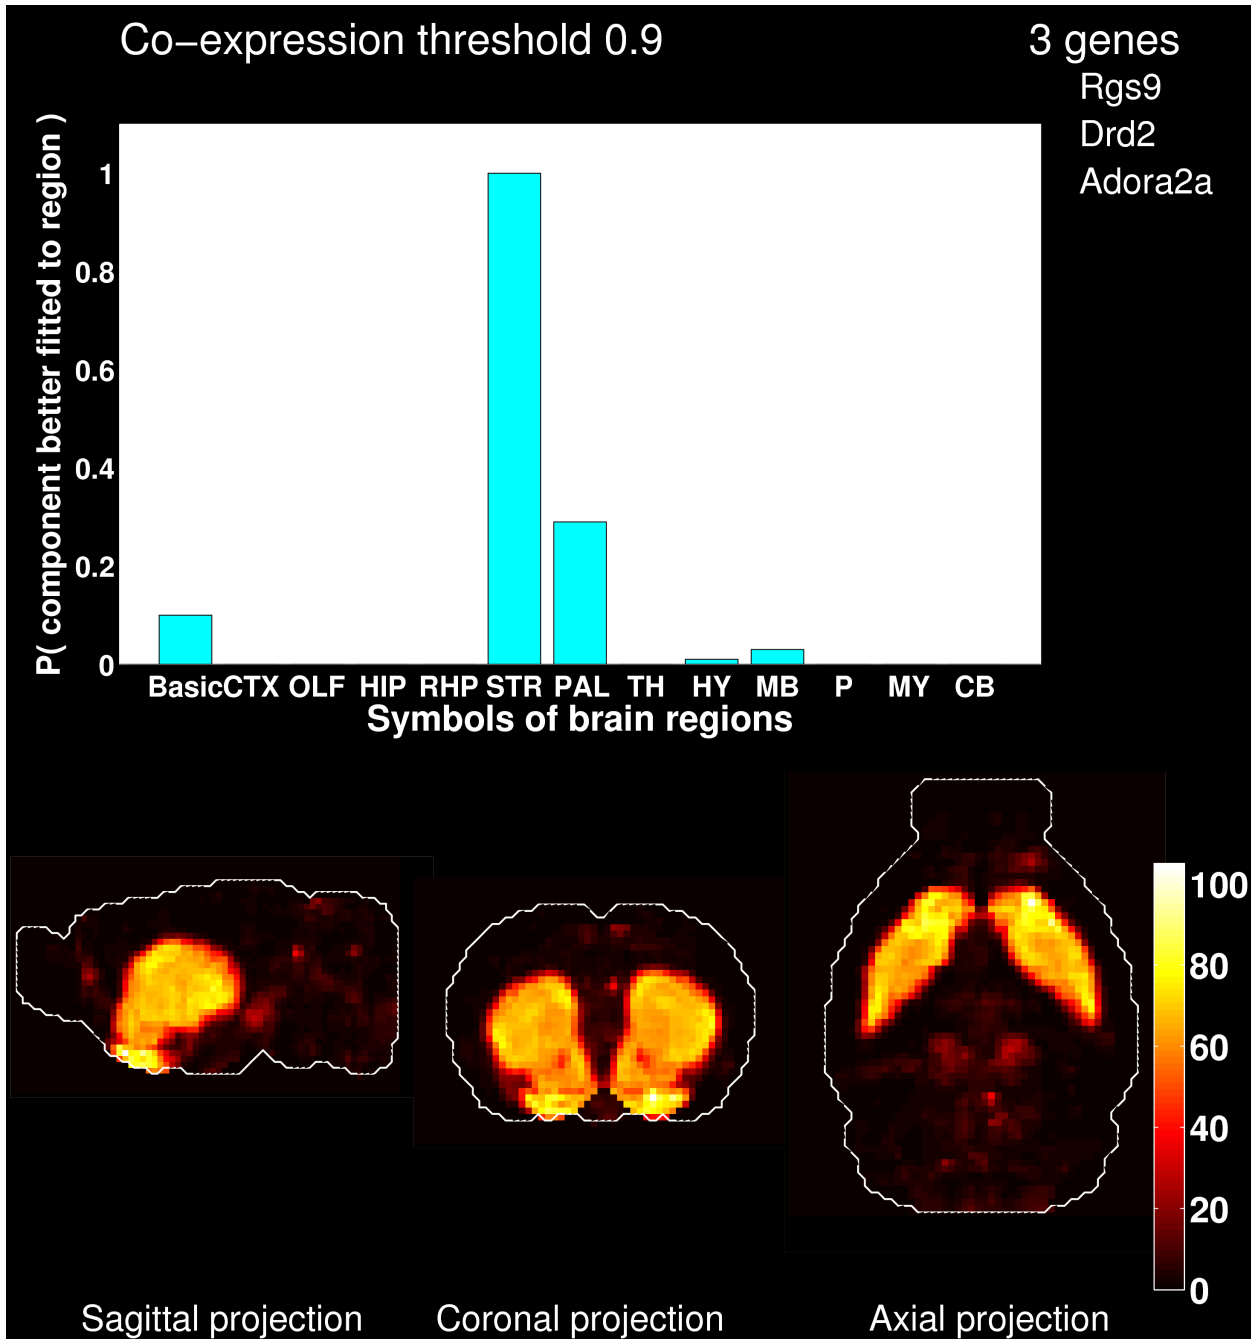 Co−expression threshold 0.9
3 genes
Rgs9
Drd2
Adora2a
P( component better fitted to region )
1
0.8
0.6
0.4
0.2
0
Basic CTX OLF HIP RHP STR PAL TH HY MB P MY CB
Symbols of brain regions
100
80
60
40
20
0
Sagittal projection
Coronal projection
Axial projection